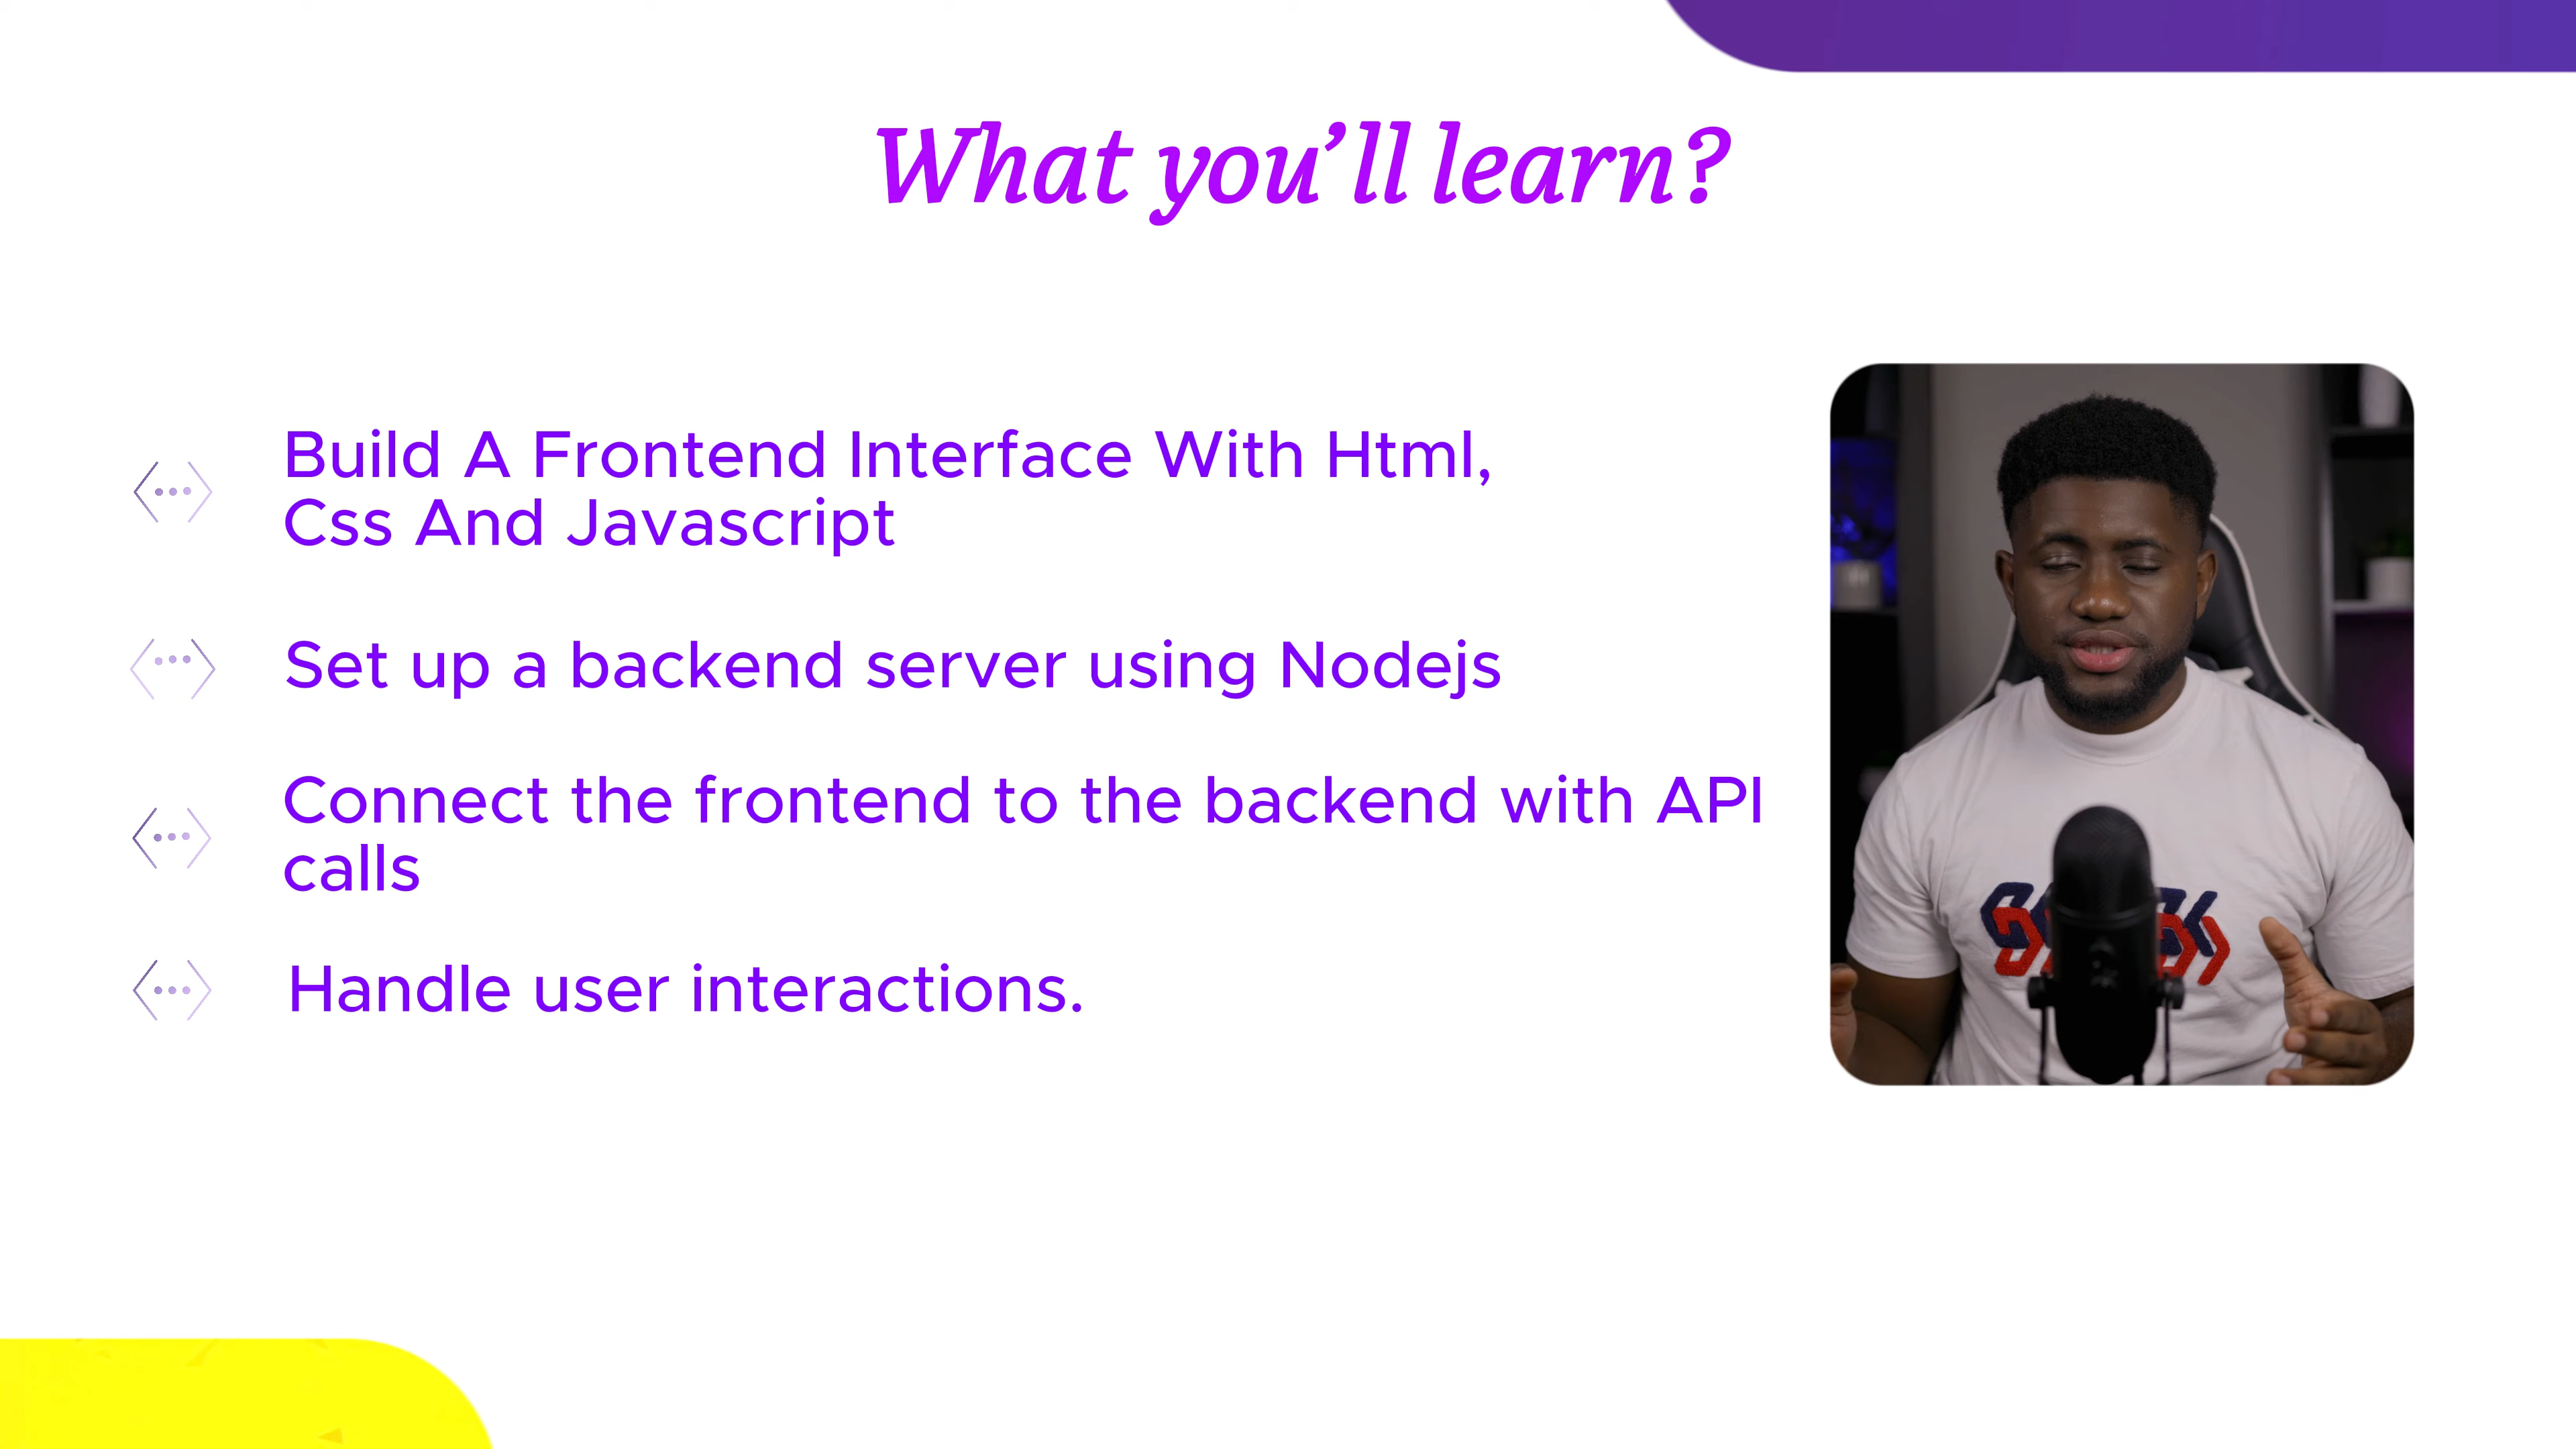 What you’ll learn?
Build A Frontend Interface With Html,
Css And Javascript
Set up a backend server using Nodejs
Connect the frontend to the backend with API
calls
Handle user interactions.